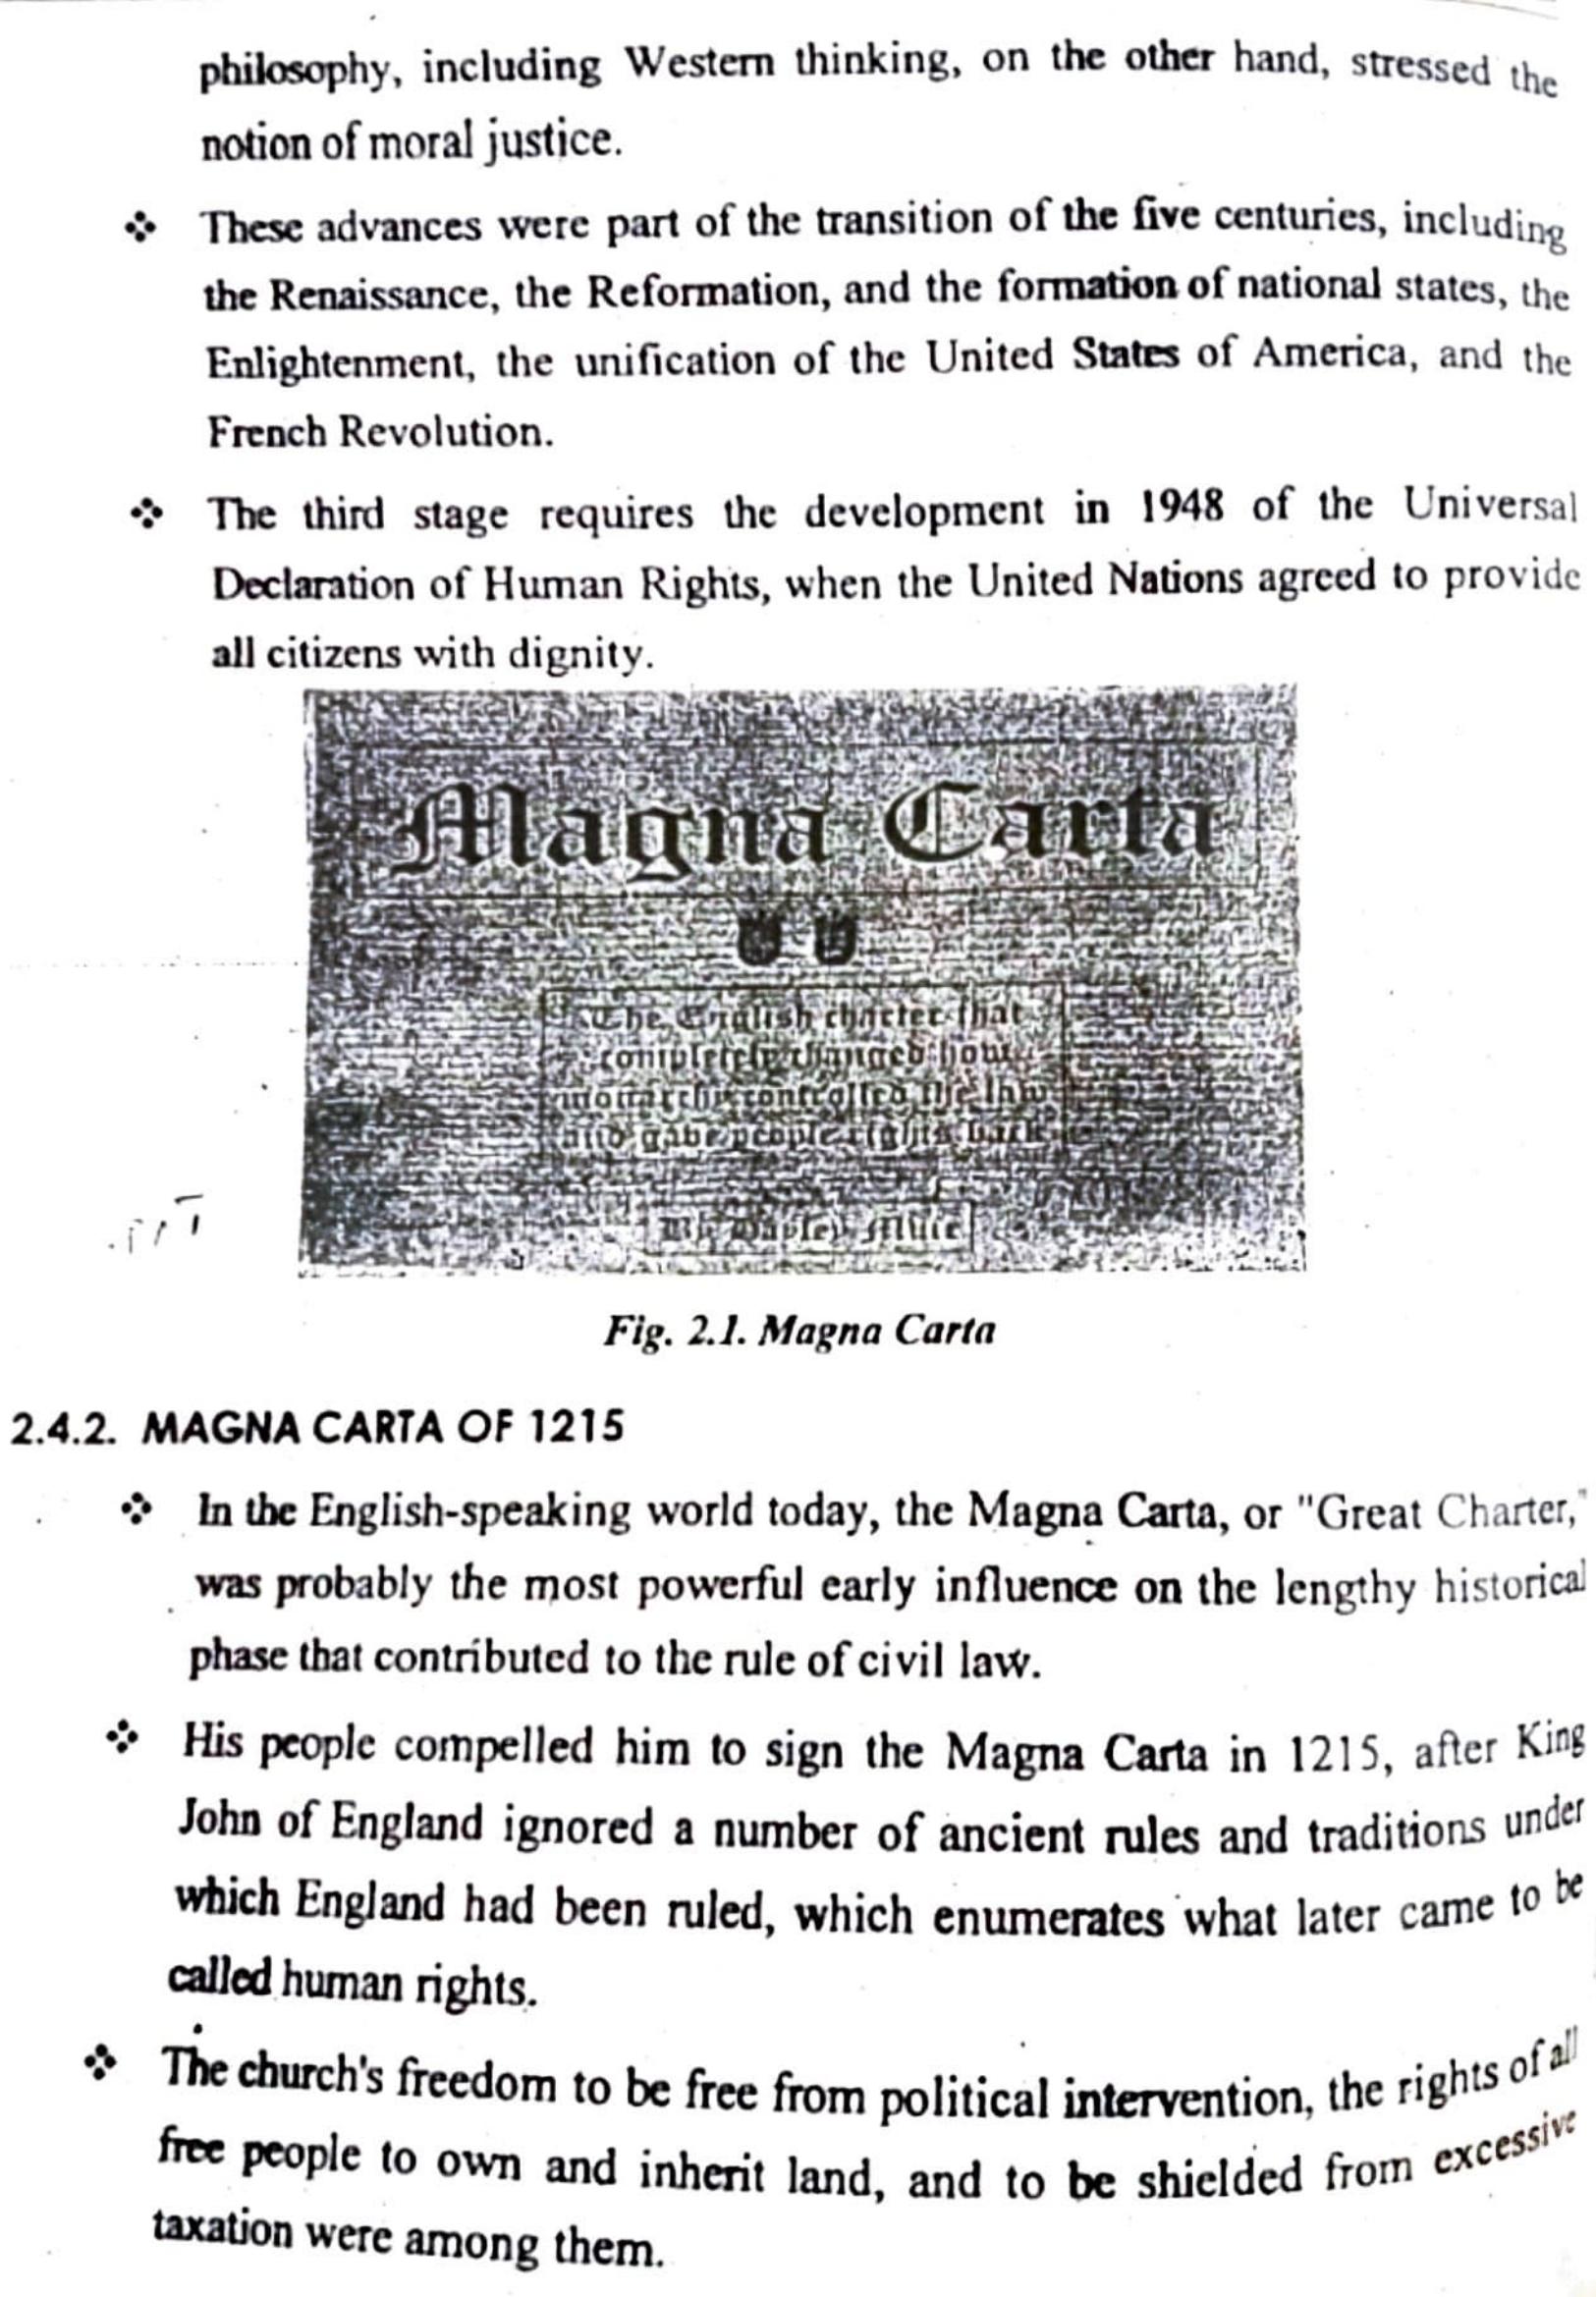 philosophy, including Western thinking, on the other hand, stressed the
notion of moral justice.
❖ These advances were part of the transition of the five centuries, including
the Renaissance, the Reformation, and the formation of national states, the
Enlightenment, the unification of the United States of America, and the
French Revolution.
❖ The third stage requires the development in 1948 of the Universal
Declaration of Human Rights, when the United Nations agreed to provide
all citizens with dignity.
Magna Carta
The English charter that
completely changed how
monarchs controlled the law
and gave people rights back
Fig. 2.1. Magna Carta
2.4.2. MAGNA CARTA OF 1215
❖ In the English-speaking world today, the Magna Carta, or "Great Charter,"
was probably the most powerful early influence on the lengthy historical
phase that contributed to the rule of civil law.
❖ His people compelled him to sign the Magna Carta in 1215, after King
John of England ignored a number of ancient rules and traditions under
which England had been ruled, which enumerates what later came to be
called human rights.
❖ The church's freedom to be free from political intervention, the rights of all
free people to own and inherit land, and to be shielded from excessive
taxation were among them.